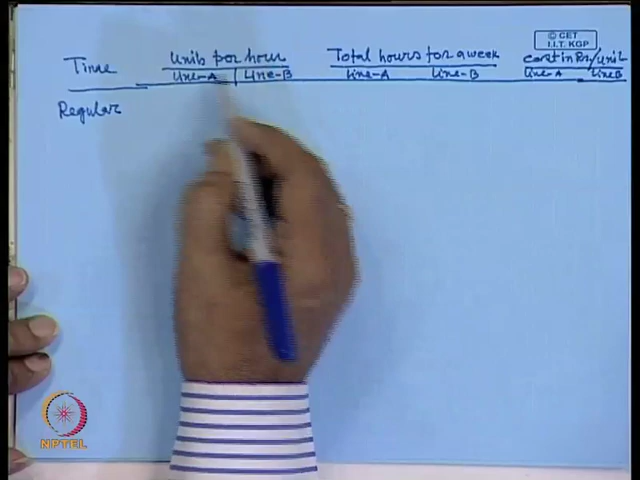 © CET
I.I.T. KGP
Time Units per hour Total hours for a week cost in Rs/unit
Line-A Line-B Line-A Line-B Line-A Line B
Regular
NPTEL